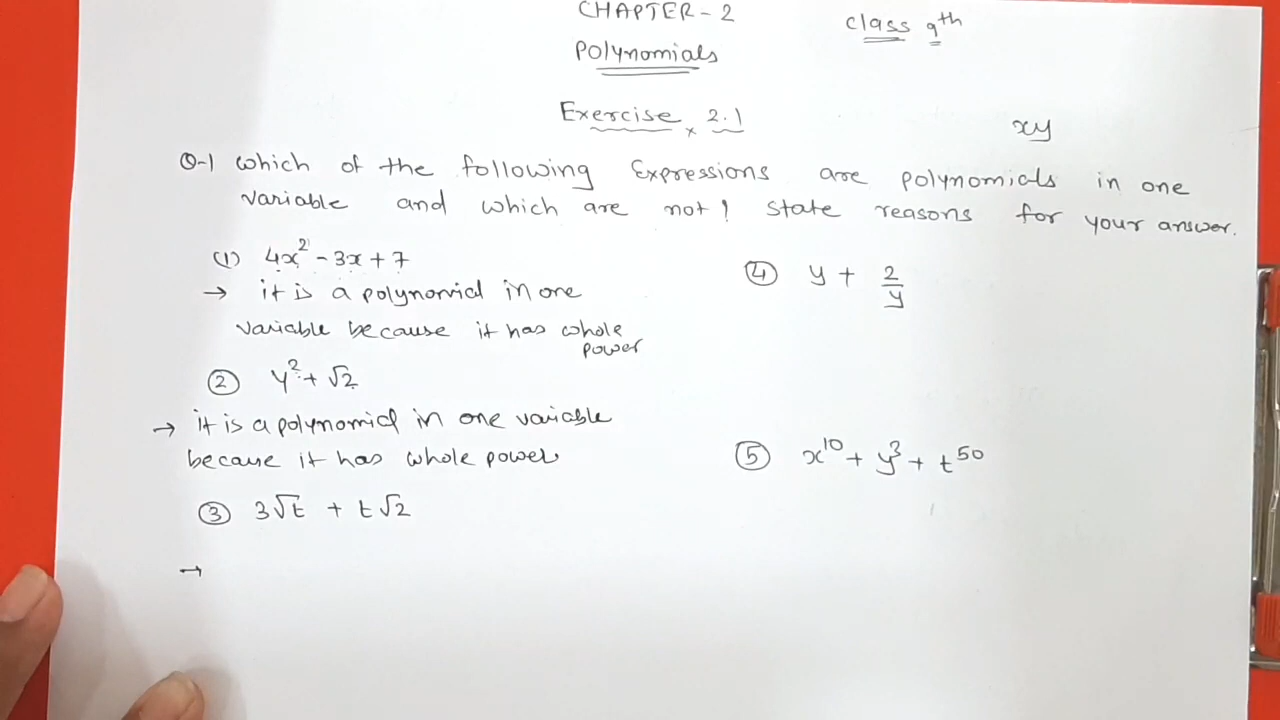 CHAPTER-2
class 9th
Polynomials
Exercise 2.1
xy
Q-1 which of the following Expressions are polynomials in one
variable and which are not! State reasons for your answer.
(1) 4x² - 3x + 7
→ it is a polynomial in one
variable because it has whole
power
② y² + √2
→ it is a polynomial in one variable
because it has whole power
③ 3√t + t√2
→
④ y + 2/y
⑤ x¹⁰ + y³ + t⁵⁰